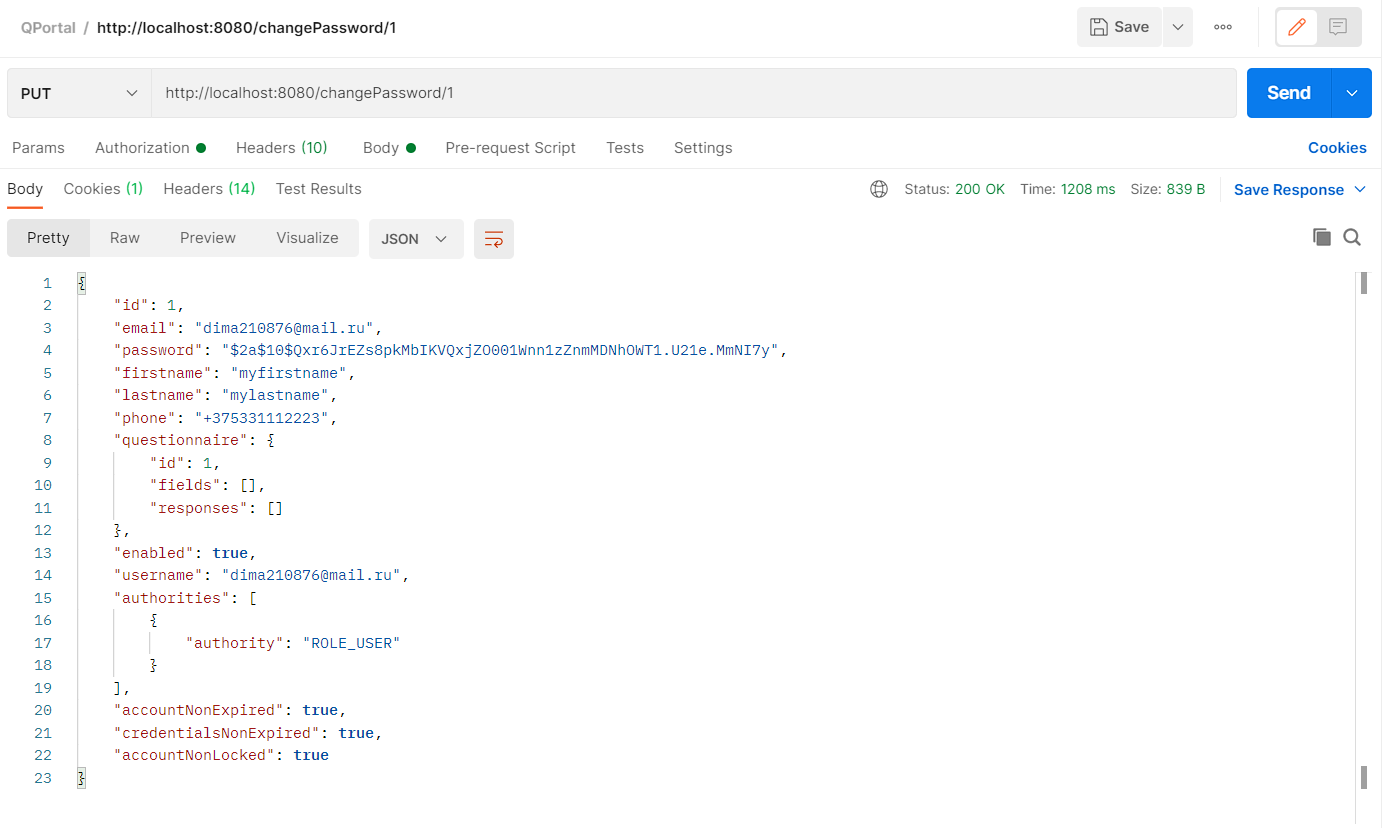 QPortal / http://localhost:8080/changePassword/1
Save
PUT
http://localhost:8080/changePassword/1
Send
Params Authorization Headers (10) Body Pre-request Script Tests Settings Cookies
Body Cookies (1) Headers (14) Test Results Status: 200 OK Time: 1208 ms Size: 839 B Save Response
Pretty Raw Preview Visualize JSON
1 {
2 "id": 1,
3 "email": "dima210876@mail.ru",
4 "password": "$2a$10$Qxr6JrEZs8pkMbIKVQxjZO001Wnn1zZnmMDNhOWT1.U21e.MmNI7y",
5 "firstname": "myfirstname",
6 "lastname": "mylastname",
7 "phone": "+375331112223",
8 "questionnaire": {
9 "id": 1,
10 "fields": [],
11 "responses": []
12 },
13 "enabled": true,
14 "username": "dima210876@mail.ru",
15 "authorities": [
16 {
17 "authority": "ROLE_USER"
18 }
19 ],
20 "accountNonExpired": true,
21 "credentialsNonExpired": true,
22 "accountNonLocked": true
23 }